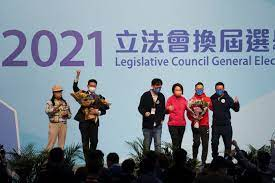 2021 立法會換屆選
Legislative Council General Elec